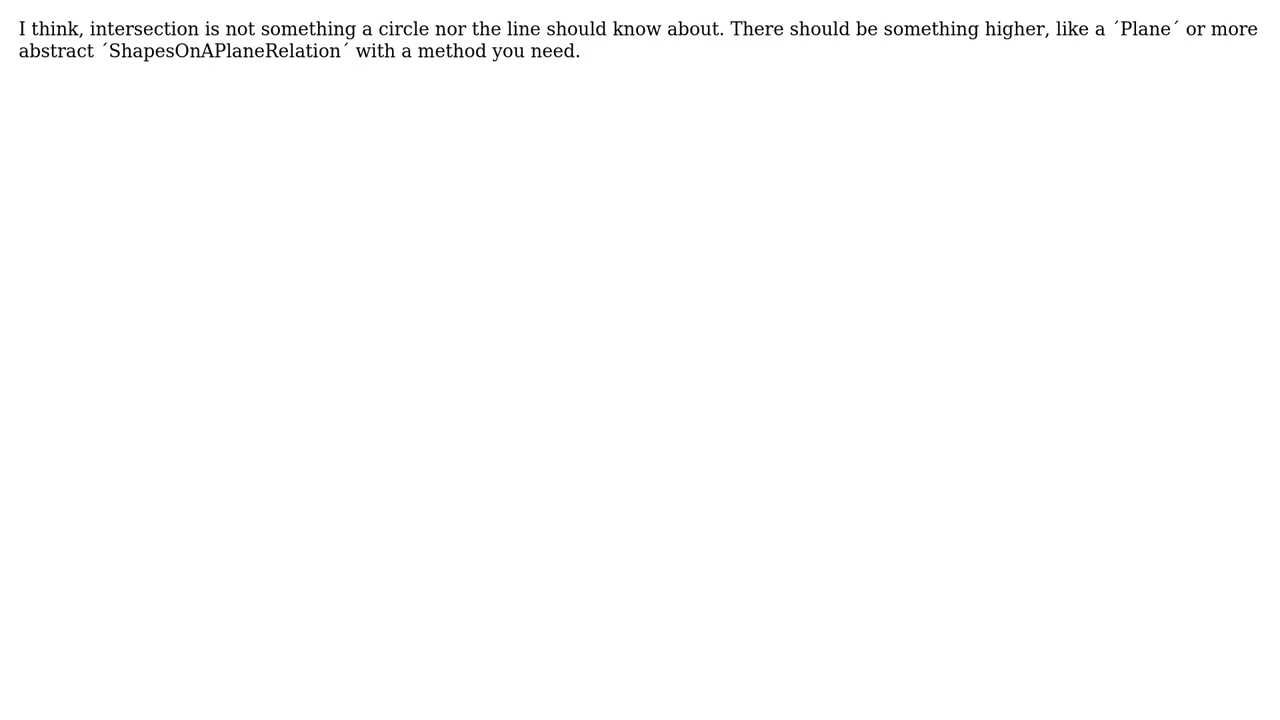 I think, intersection is not something a circle nor the line should know about. There should be something higher, like a ´Plane´ or more
abstract ´ShapesOnAPlaneRelation´ with a method you need.